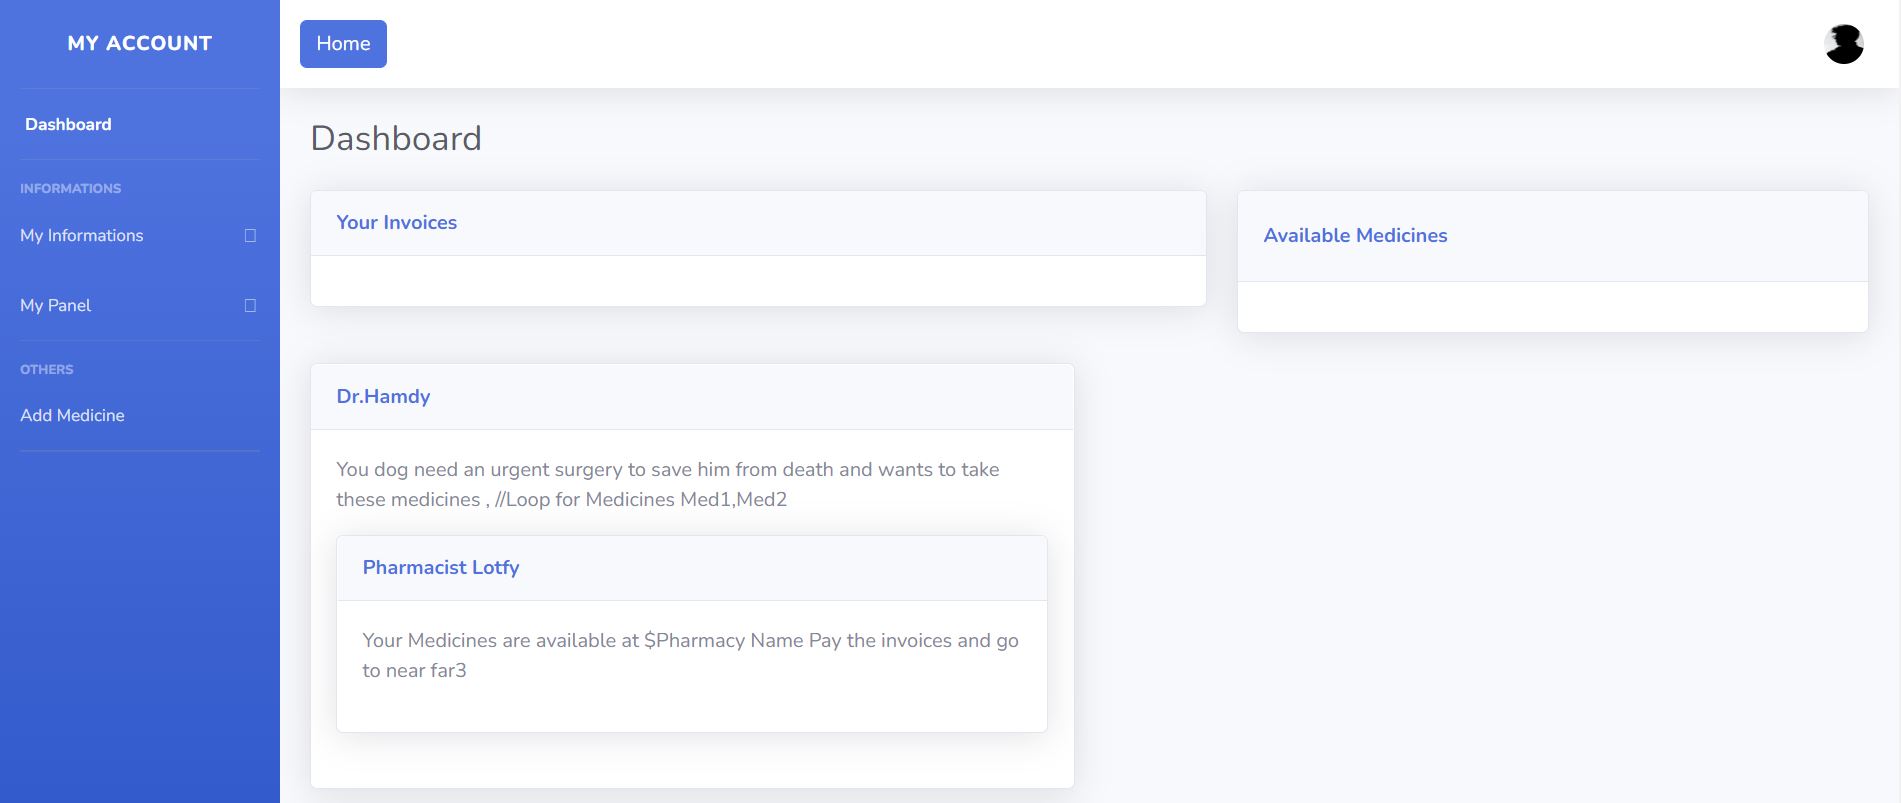 MY ACCOUNT
Dashboard
INFORMATIONS
My Informations
My Panel
OTHERS
Add Medicine
Home
Dashboard
Your Invoices
Available Medicines
Dr.Hamdy
You dog need an urgent surgery to save him from death and wants to take
these medicines , //Loop for Medicines Med1,Med2
Pharmacist Lotfy
Your Medicines are available at $Pharmacy Name Pay the invoices and go
to near far3